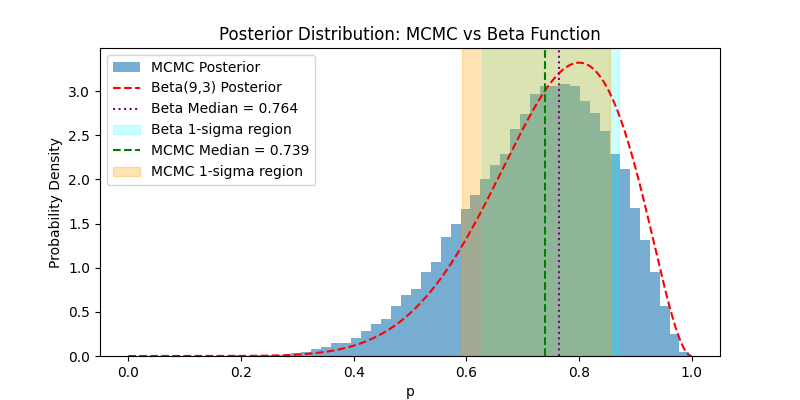 Posterior Distribution: MCMC vs Beta Function
MCMC Posterior
Beta(9,3) Posterior
Beta Median = 0.764
Beta 1-sigma region
MCMC Median = 0.739
MCMC 1-sigma region
Probability Density
3.0
2.5
2.0
1.5
1.0
0.5
0.0
0.0 0.2 0.4 0.6 0.8 1.0
p